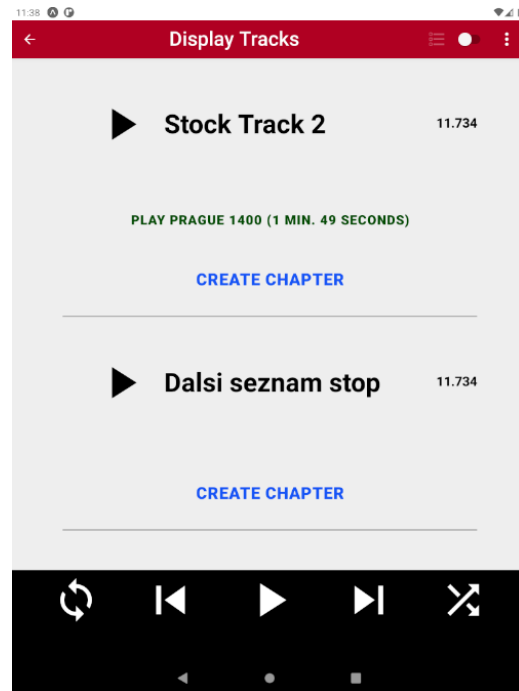 11:38
Display Tracks
Stock Track 2
11.734
PLAY PRAGUE 1400 (1 MIN. 49 SECONDS)
CREATE CHAPTER
Dalsi seznam stop
11.734
CREATE CHAPTER